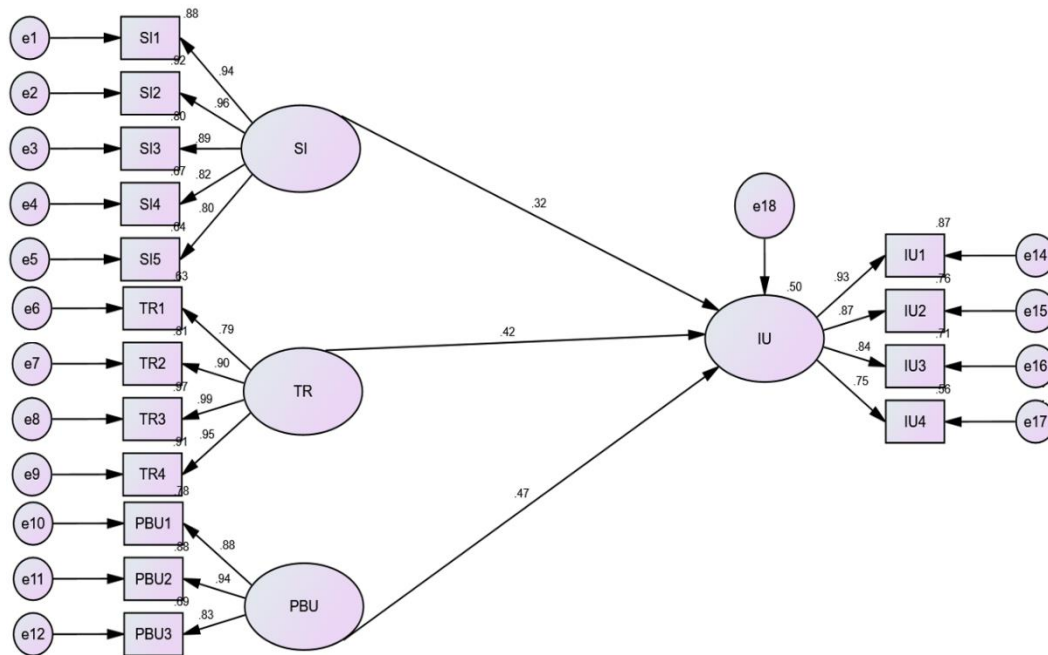 e1
SI1
.88
.94
e2
SI2
.92
.96
e3
SI3
.80
.89
SI
e4
SI4
.67
.82
e5
SI5
.64
.80
e6
TR1
.63
.79
e7
TR2
.81
.90
TR
e8
TR3
.97
.99
e9
TR4
.91
.95
e10
PBU1
.78
.88
e11
PBU2
.88
.94
PBU
e12
PBU3
.69
.83
.32
.42
.47
e18
.50
IU
.87
.93
IU1
e14
.76
.87
IU2
e15
.71
.84
IU3
e16
.56
.75
IU4
e17